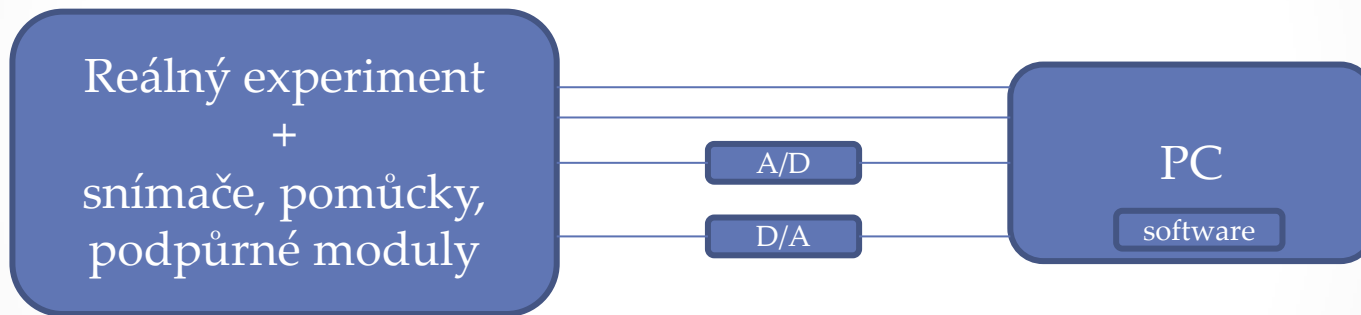 Reálný experiment
+
snímače, pomůcky,
podpůrné moduly
A/D
D/A
PC
software